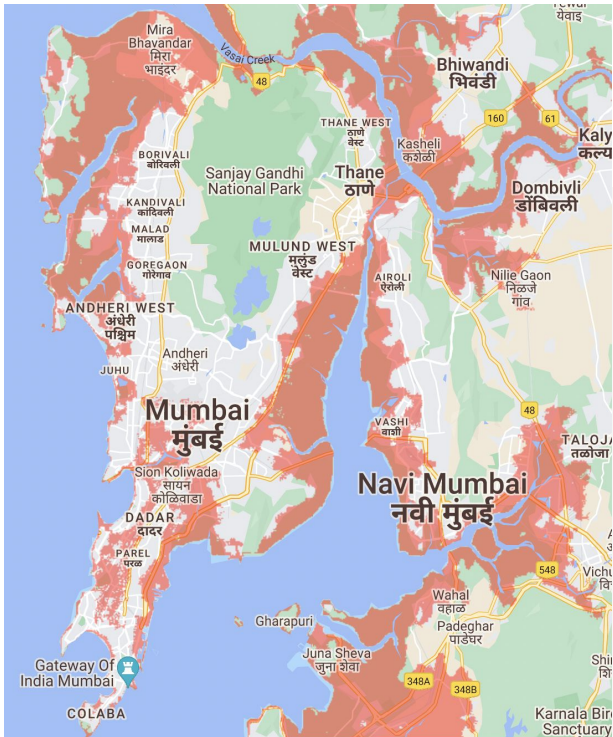 येवाइ
Mira
Bhavandar
मिरा
भाइंदर
Vasai Creek
48
Bhiwandi
भिवंडी
THANE WEST
ठाणे
वेस्ट
160
61
Kasheli
कशेळी
Kaly
कल्य
BORIVALI
बोरिवली
Sanjay Gandhi
National Park
Thane
ठाणे
Dombivli
डोंबिवली
KANDIVALI
कांदिवली
MALAD
मालाड
MULUND WEST
मुलुंड
वेस्ट
GOREGAON
गोरेगाव
AIROLI
ऐरोली
Nilje Gaon
निळजे
गांव
ANDHERI WEST
अंधेरी
पश्चिम
Andheri
अंधेरी
JUHU
Mumbai
मुंबई
48
VASHI
वाशी
TALOJA
तळोजा
Sion Koliwada
सायन
कोळिवाडा
Navi Mumbai
नवी मुंबई
DADAR
दादर
PAREL
परळ
548
Vichu
वि
Wahal
वहाळ
Gharapuri
Padeghar
पाडेघर
Juna Sheva
जुना शेवा
Gateway Of
India Mumbai
Shi
शि
348A
348B
COLABA
Karnala Bir
Sanctuary